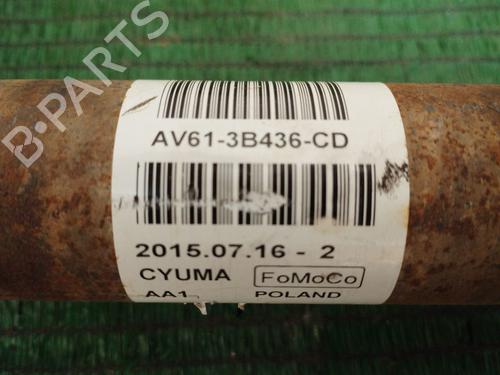 B-PARTS
AV61-3B436-CD
2015.07.16 - 2
CYUMA FoMoCo
AA1 POLAND